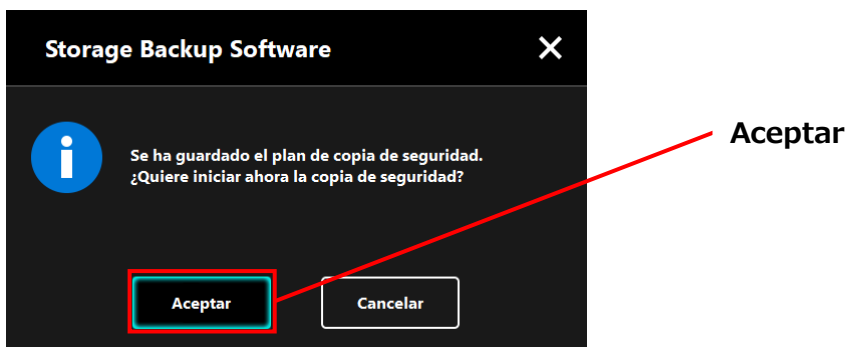 Storage Backup Software
Aceptar
Se ha guardado el plan de copia de seguridad.
¿Quiere iniciar ahora la copia de seguridad?
Aceptar
Cancelar